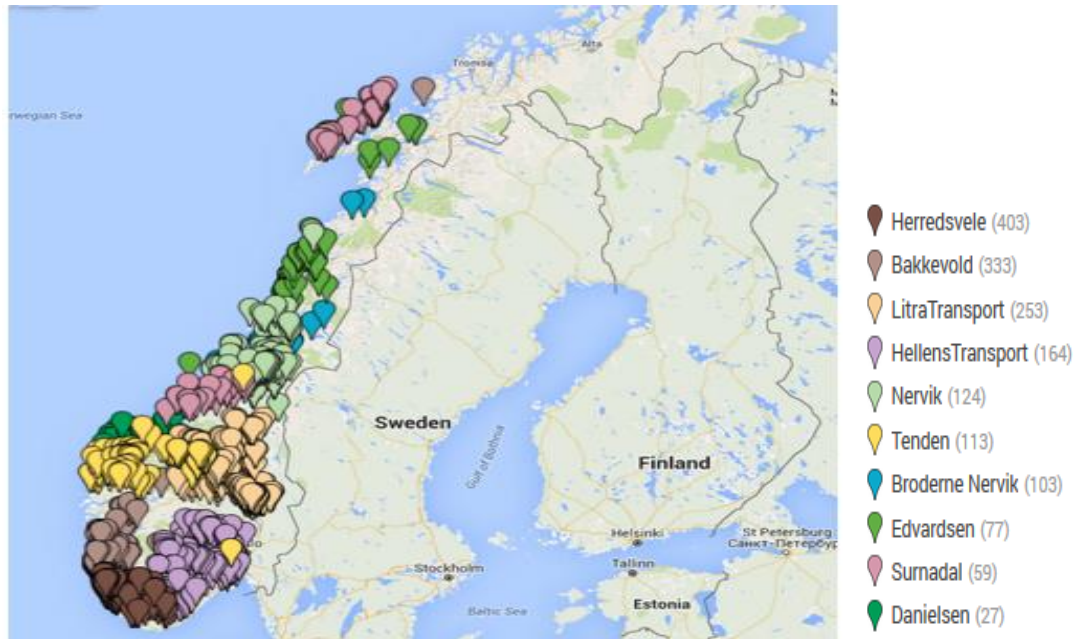 Alta
Tromsø
rwegian Sea
Sweden
Gulf of Bothnia
Finland
Helsinki
St Petersburg
Санкт-Петербур
Tallinn
Stockholm
Estonia
Baltic Sea
Herredsvele (403)
Bakkevold (333)
LitraTransport (253)
HellensTransport (164)
Nervik (124)
Tenden (113)
Broderne Nervik (103)
Edvardsen (77)
Surnadal (59)
Danielsen (27)